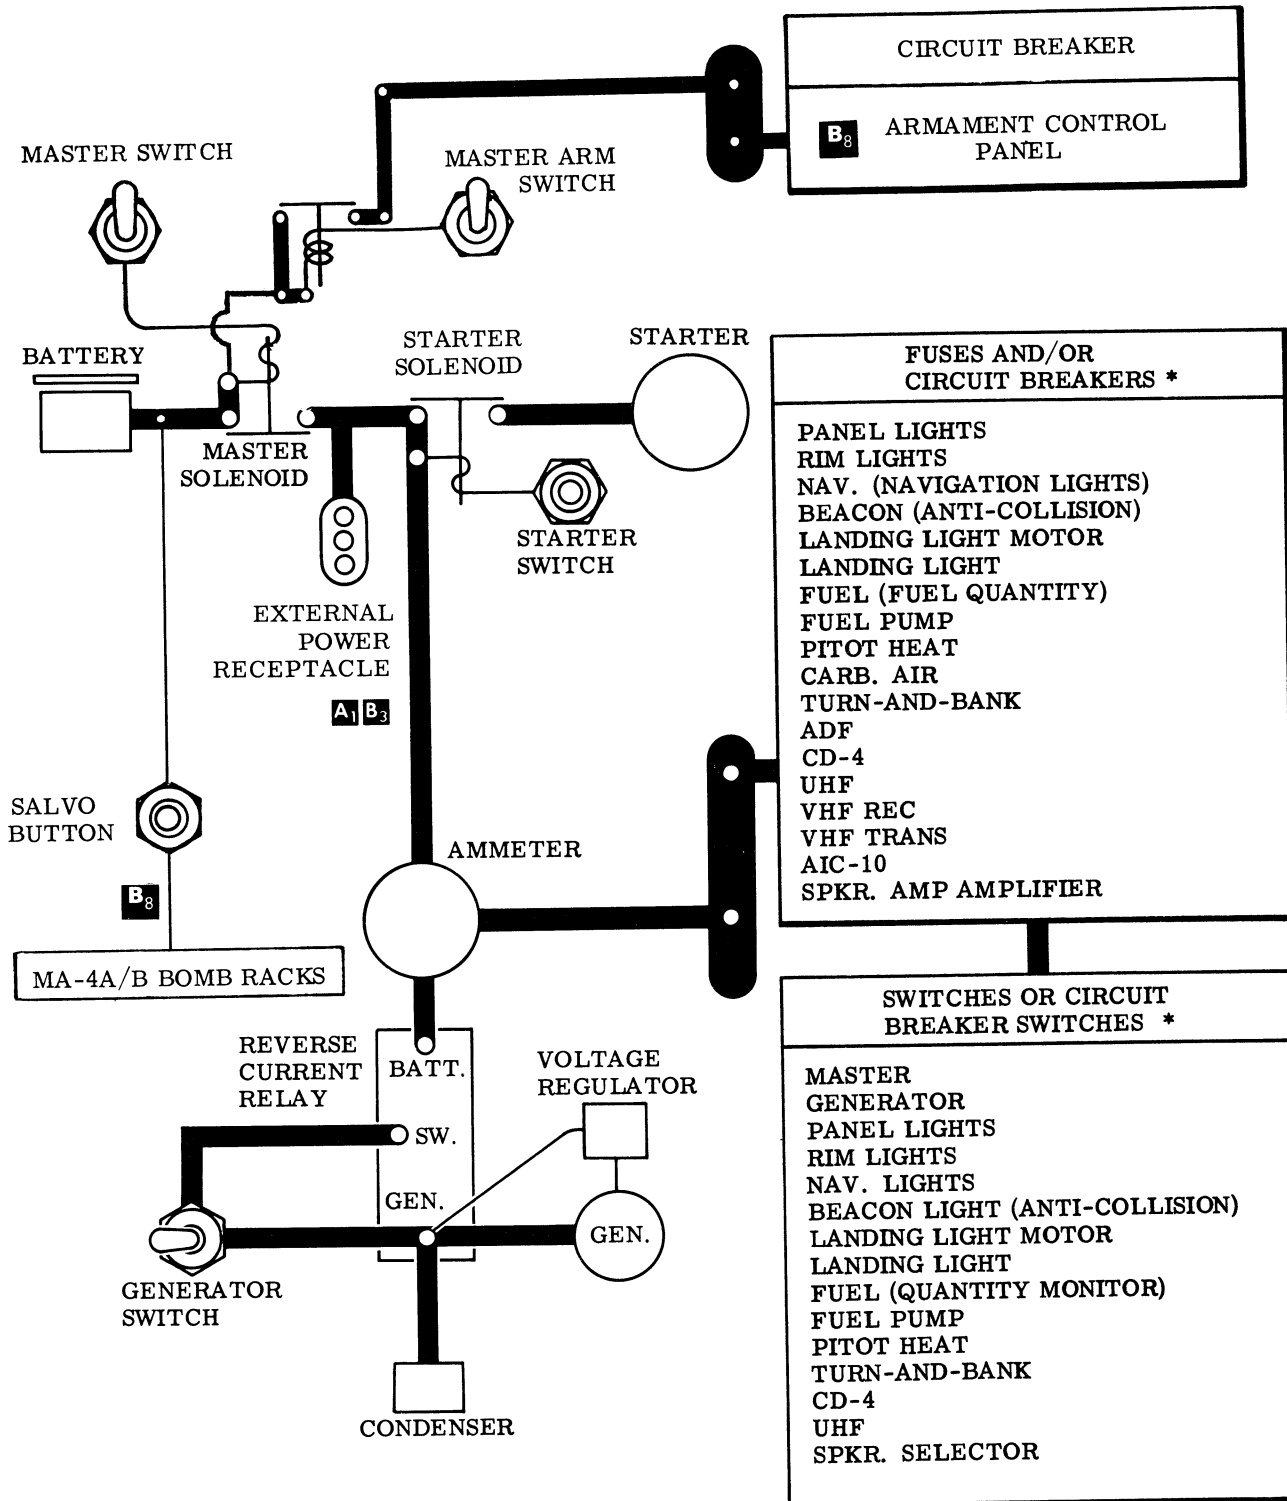 CIRCUIT BREAKER
B8 ARMAMENT CONTROL
PANEL
MASTER SWITCH
MASTER ARM
SWITCH
BATTERY
STARTER
SOLENOID
STARTER
MASTER
SOLENOID
STARTER
SWITCH
EXTERNAL
POWER
RECEPTACLE
A1 B3
SALVO
BUTTON
B8
MA-4A/B BOMB RACKS
AMMETER
FUSES AND/OR
CIRCUIT BREAKERS *
PANEL LIGHTS
RIM LIGHTS
NAV. (NAVIGATION LIGHTS)
BEACON (ANTI-COLLISION)
LANDING LIGHT MOTOR
LANDING LIGHT
FUEL (FUEL QUANTITY)
FUEL PUMP
PITOT HEAT
CARB. AIR
TURN-AND-BANK
ADF
CD-4
UHF
VHF REC
VHF TRANS
AIC-10
SPKR. AMP AMPLIFIER
REVERSE
CURRENT
RELAY
BATT.
SW.
GEN.
VOLTAGE
REGULATOR
GEN.
GENERATOR
SWITCH
CONDENSER
SWITCHES OR CIRCUIT
BREAKER SWITCHES *
MASTER
GENERATOR
PANEL LIGHTS
RIM LIGHTS
NAV. LIGHTS
BEACON LIGHT (ANTI-COLLISION)
LANDING LIGHT MOTOR
LANDING LIGHT
FUEL (QUANTITY MONITOR)
FUEL PUMP
PITOT HEAT
TURN-AND-BANK
CD-4
UHF
SPKR. SELECTOR